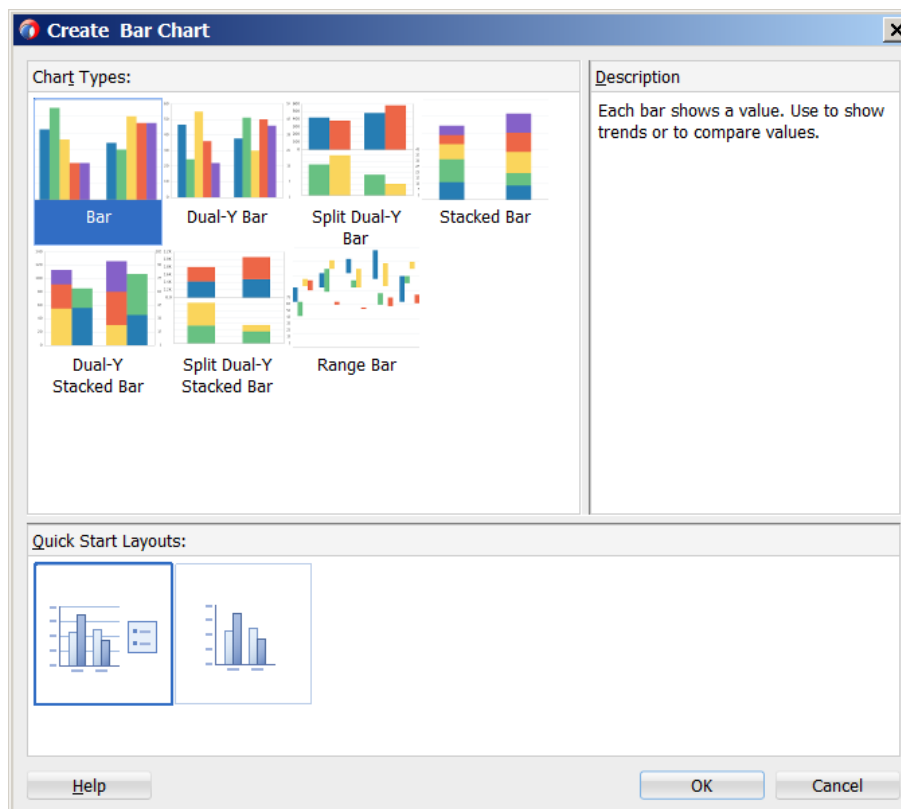 Create Bar Chart
Chart Types:
Description
Each bar shows a value. Use to show
trends or to compare values.
Bar
Dual-Y Bar
Split Dual-Y
Bar
Stacked Bar
Dual-Y
Stacked Bar
Split Dual-Y
Stacked Bar
Range Bar
Quick Start Layouts:
Help
OK
Cancel